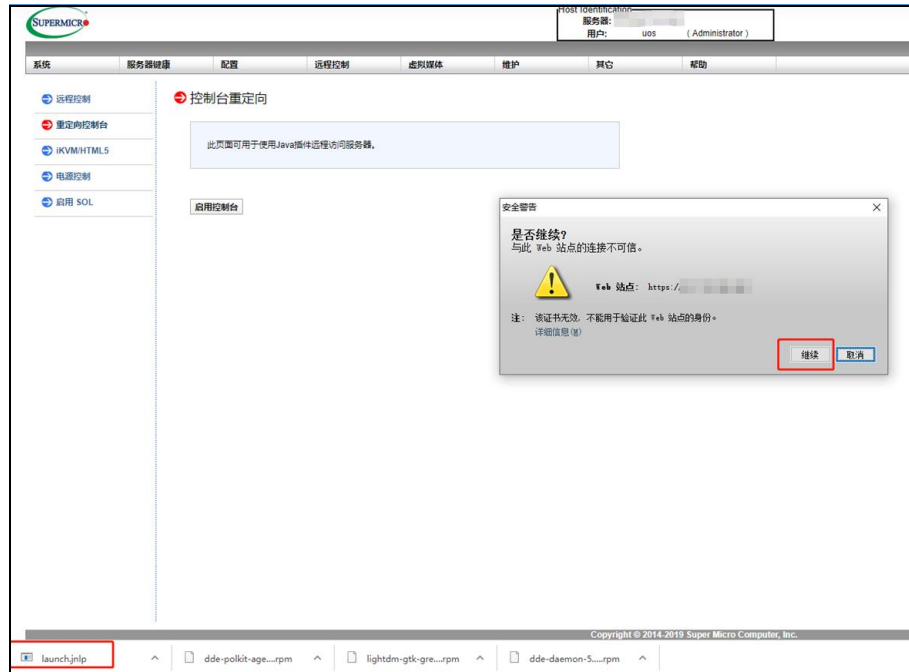 SUPERMICRO
Host Identification
服务器:
用户: uos (Administrator)
系统 服务器健康 配置 远程控制 虚拟媒体 维护 其它 帮助
远程控制
重定向控制台
iKVM/HTML5
电源控制
启用 SOL
控制台重定向
此页面可用于使用Java插件远程访问服务器。
启用控制台
安全警告
是否继续?
与此 Web 站点的连接不可信。
Web 站点: https:/
注: 该证书无效, 不能用于验证此 Web 站点的身份。
详细信息(M)
继续 取消
Copyright © 2014-2019 Super Micro Computer, Inc.
launch.jnlp dde-polkit-age....rpm lightdm-gtk-gre....rpm dde-daemon-5.....rpm